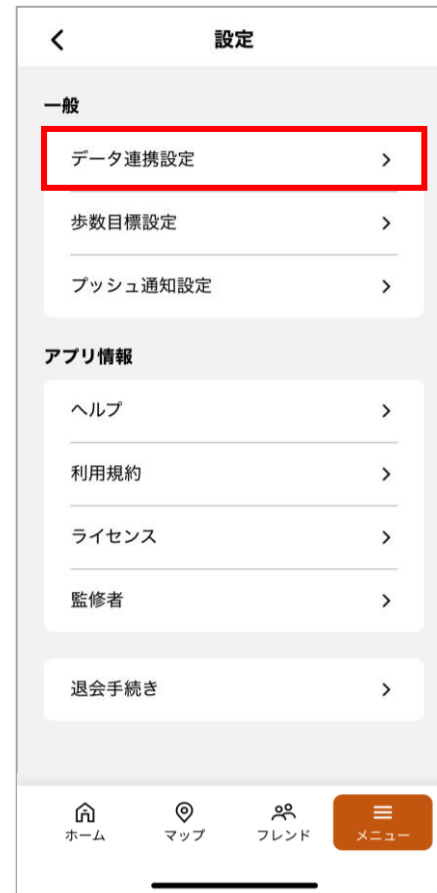 設定
一般
データ連携設定
歩数目標設定
プッシュ通知設定
アプリ情報
ヘルプ
利用規約
ライセンス
監修者
退会手続き
ホーム マップ フレンド メニュー